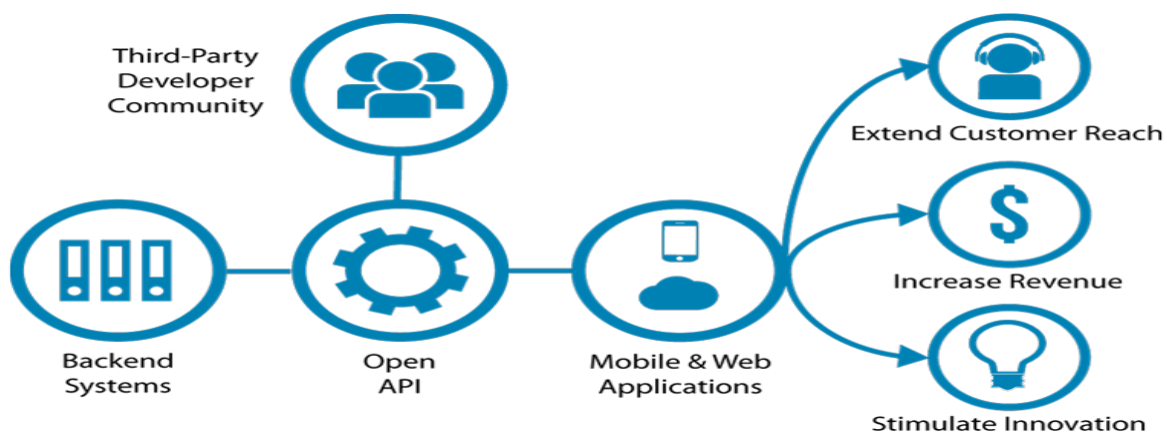 Third-Party
Developer
Community
Backend
Systems
Open
API
Mobile & Web
Applications
Extend Customer Reach
$
Increase Revenue
Stimulate Innovation